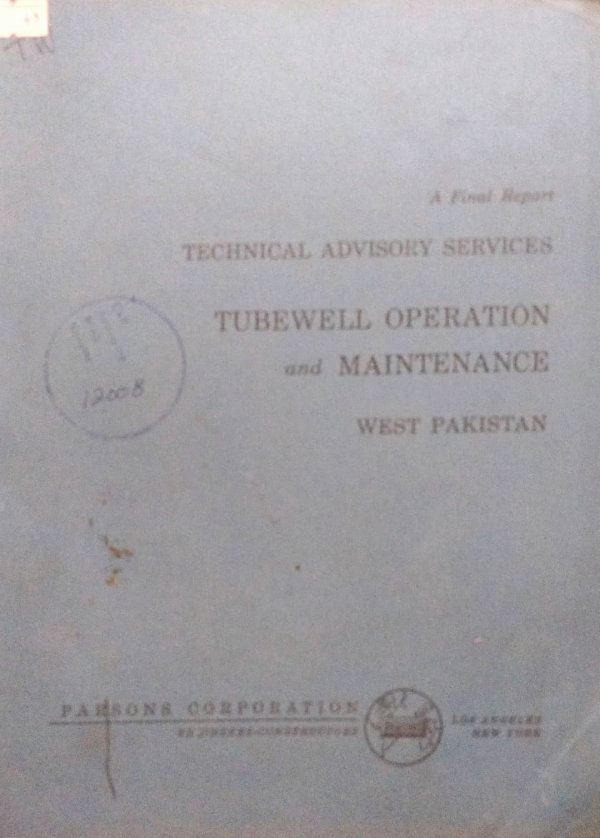 TW
A Final Report
TECHNICAL ADVISORY SERVICES
TUBEWELL OPERATION
and MAINTENANCE
WEST PAKISTAN
12008
PARSONS CORPORATION
ENGINEERS-CONSTRUCTORS
LOS ANGELES
NEW YORK